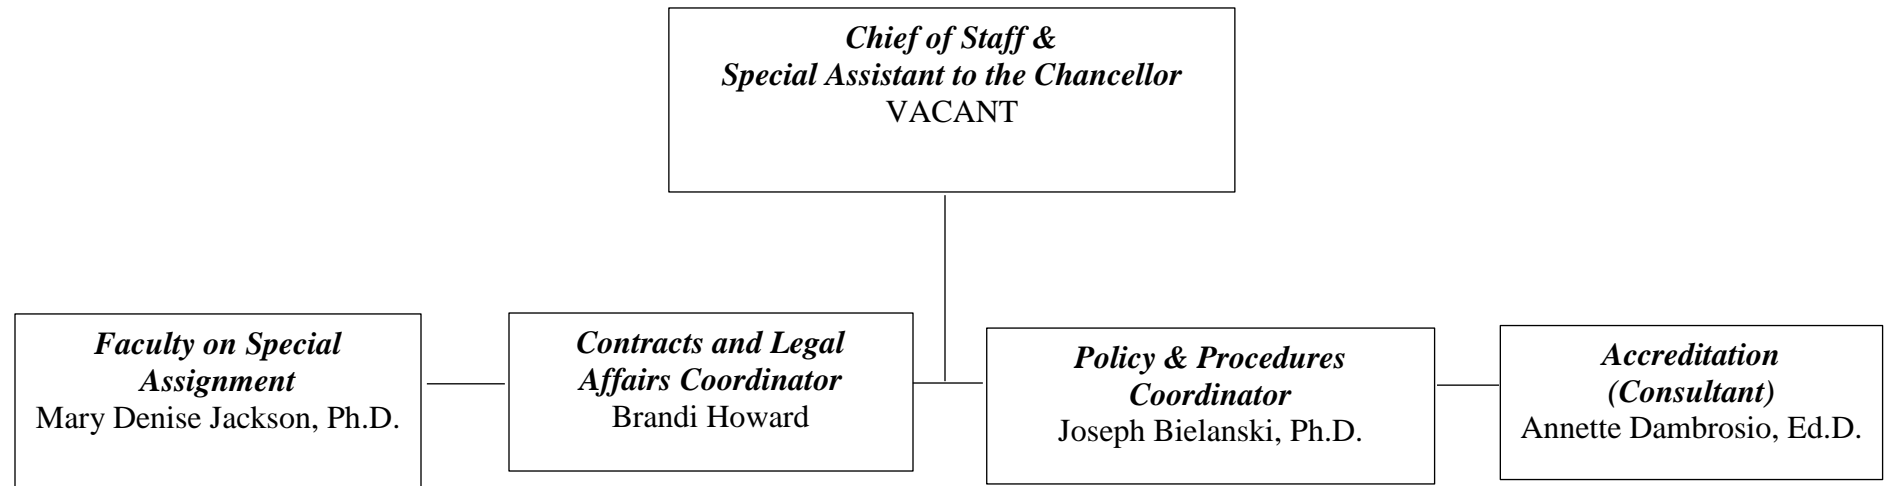 Chief of Staff &
Special Assistant to the Chancellor
VACANT
Faculty on Special
Assignment
Mary Denise Jackson, Ph.D.
Contracts and Legal
Affairs Coordinator
Brandi Howard
Policy & Procedures
Coordinator
Joseph Bielanski, Ph.D.
Accreditation
(Consultant)
Annette Dambrosio, Ed.D.